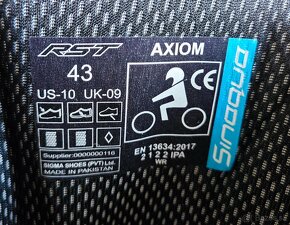 RST
AXIOM
43
US-10 UK-09
CE
Supplier:0000000116
SIGMA SHOES (PVT) Ltd.
MADE IN PAKISTAN
EN 13634:2017
2 1 2 2 IPA
WR
Sinaqua